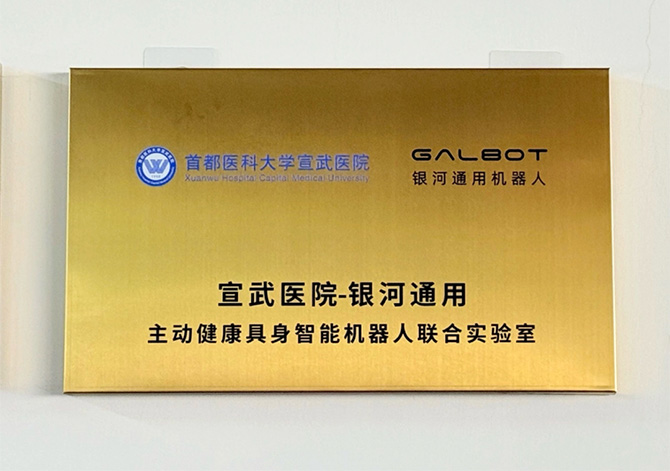 首都医科大学宣武医院
Xuanwu Hospital Capital Medical University
GALBOT
银河通用机器人
宣武医院-银河通用
主动健康具身智能机器人联合实验室